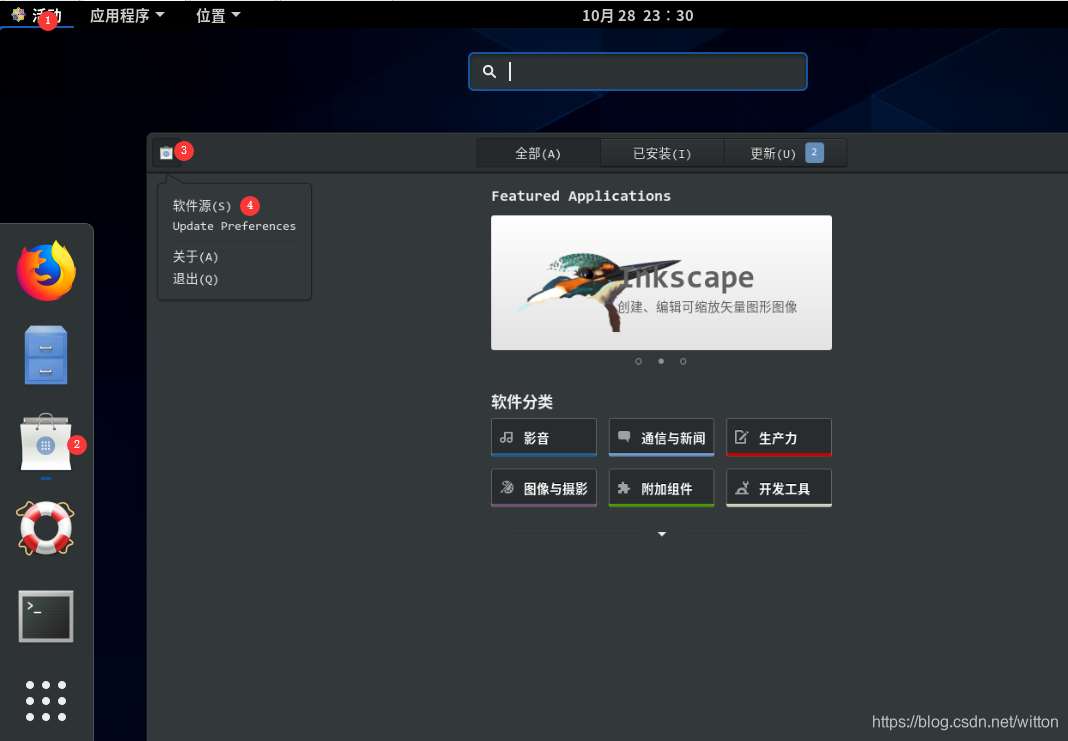 活动 1 应用程序 位置 10月 28 23：30
3 全部(A) 已安装(I) 更新(U) 2
软件源(S) 4
Update Preferences
关于(A)
退出(Q)
Featured Applications
Inkscape
创建、编辑可缩放矢量图形图像
软件分类
影音 通信与新闻 生产力
图像与摄影 附加组件 开发工具
2
>_
https://blog.csdn.net/witton